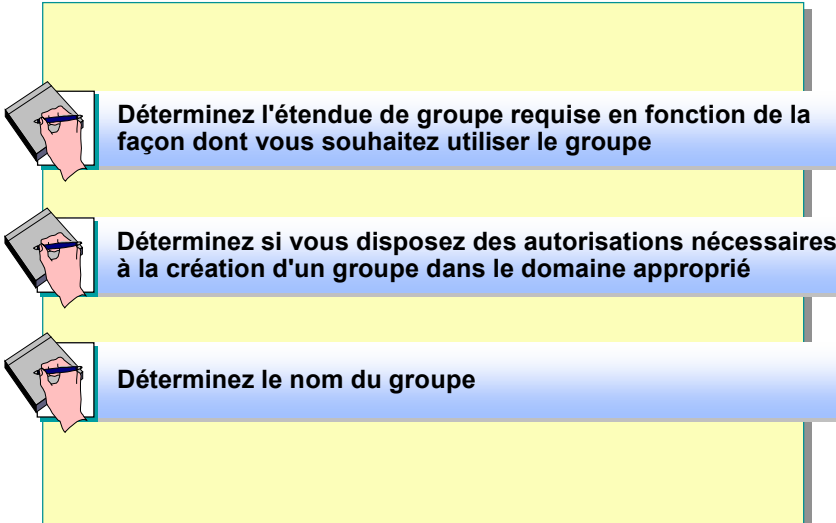 Déterminez l'étendue de groupe requise en fonction de la
façon dont vous souhaitez utiliser le groupe
Déterminez si vous disposez des autorisations nécessaires
à la création d'un groupe dans le domaine approprié
Déterminez le nom du groupe